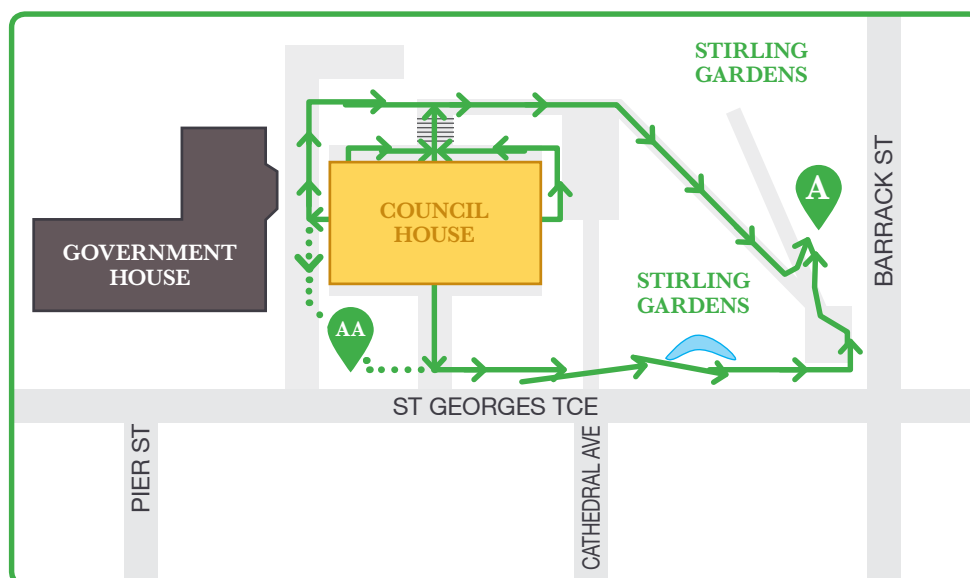 STIRLING
GARDENS
A
BARRACK ST
COUNCIL
HOUSE
GOVERNMENT
HOUSE
STIRLING
GARDENS
AA
ST GEORGES TCE
PIER ST
CATHEDRAL AVE